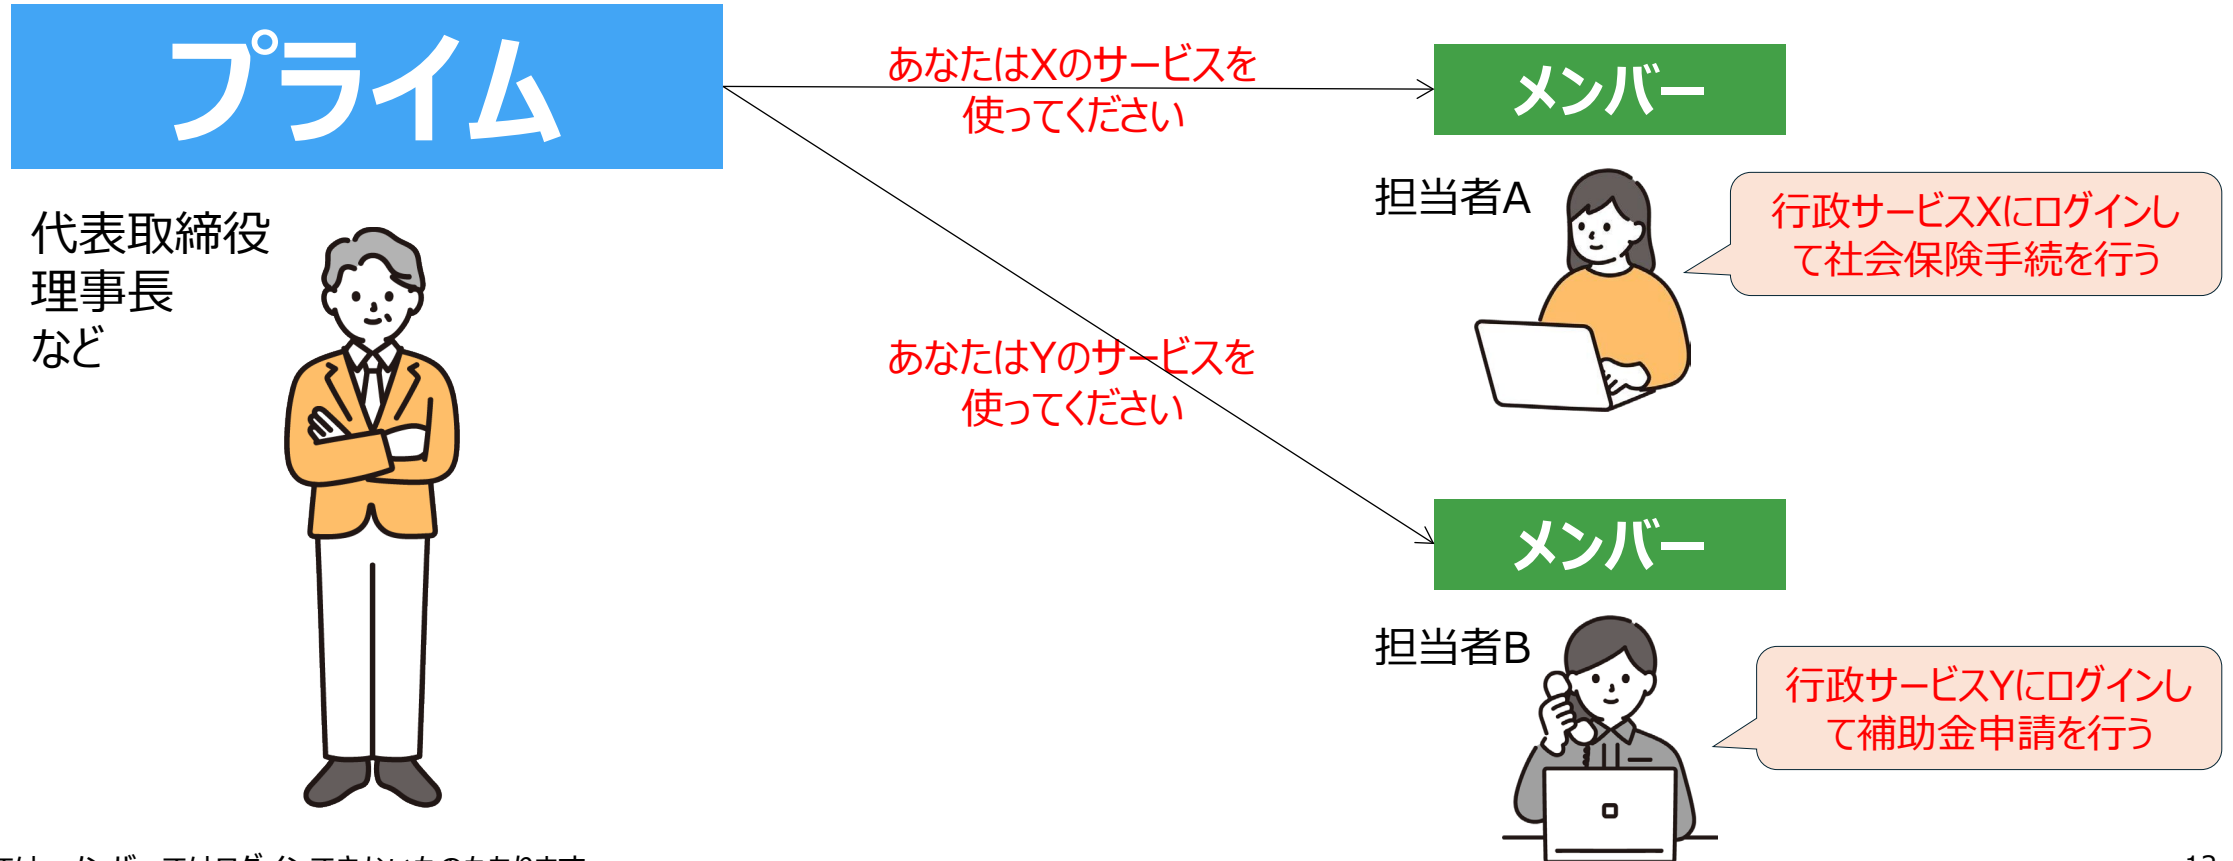 プライム
代表取締役
理事長
など
あなたはXのサービスを
使ってください
あなたはYのサービスを
使ってください
メンバー
担当者A
行政サービスXにログインし
て社会保険手続を行う
メンバー
担当者B
行政サービスYにログインし
て補助金申請を行う